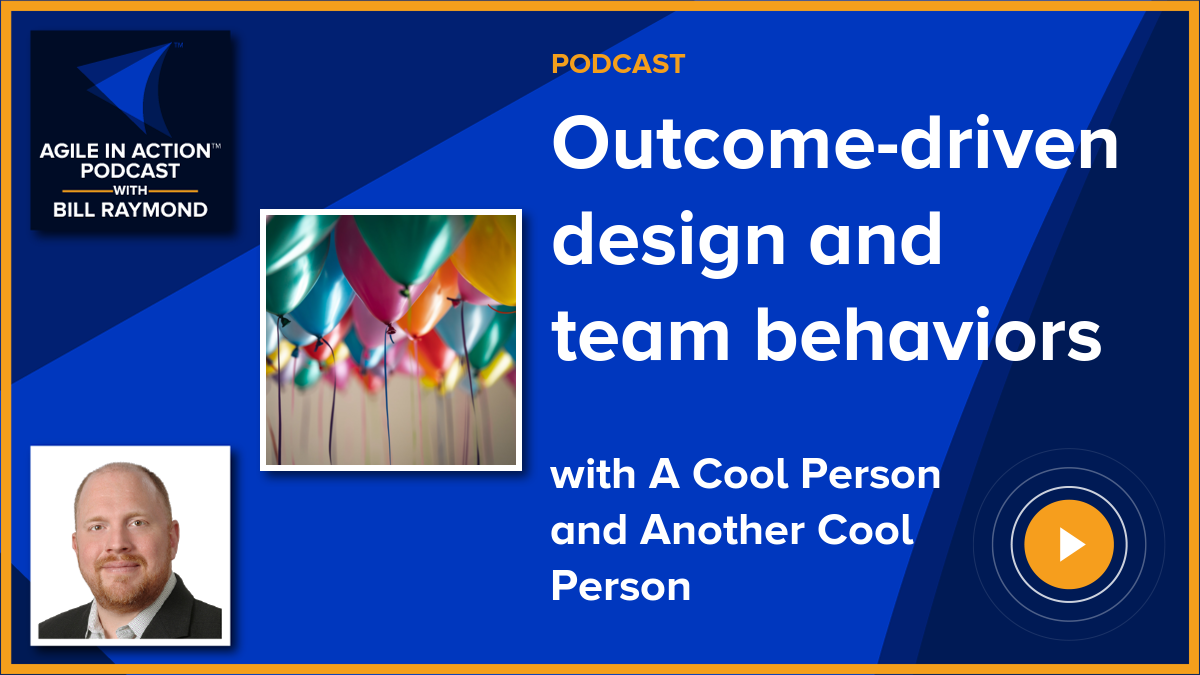 AGILE IN ACTION™
PODCAST
WITH
BILL RAYMOND
PODCAST
Outcome-driven
design and
team behaviors
with A Cool Person
and Another Cool
Person